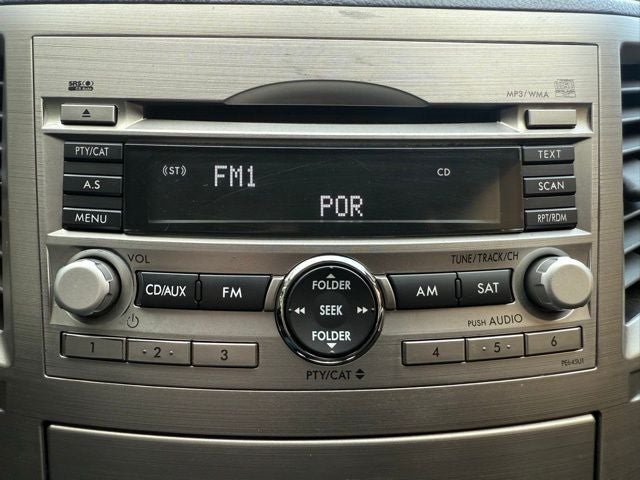 SRS
MP3/WMA
PTY/CAT
TEXT
(ST)
FM1
CD
A.S
SCAN
POR
MENU
RPT/RDM
VOL
TUNE/TRACK/CH
CD/AUX
FM
FOLDER
SEEK
FOLDER
AM
SAT
PUSH AUDIO
1
·2·
3
4
·5·
6
PE645U1
PTY/CAT